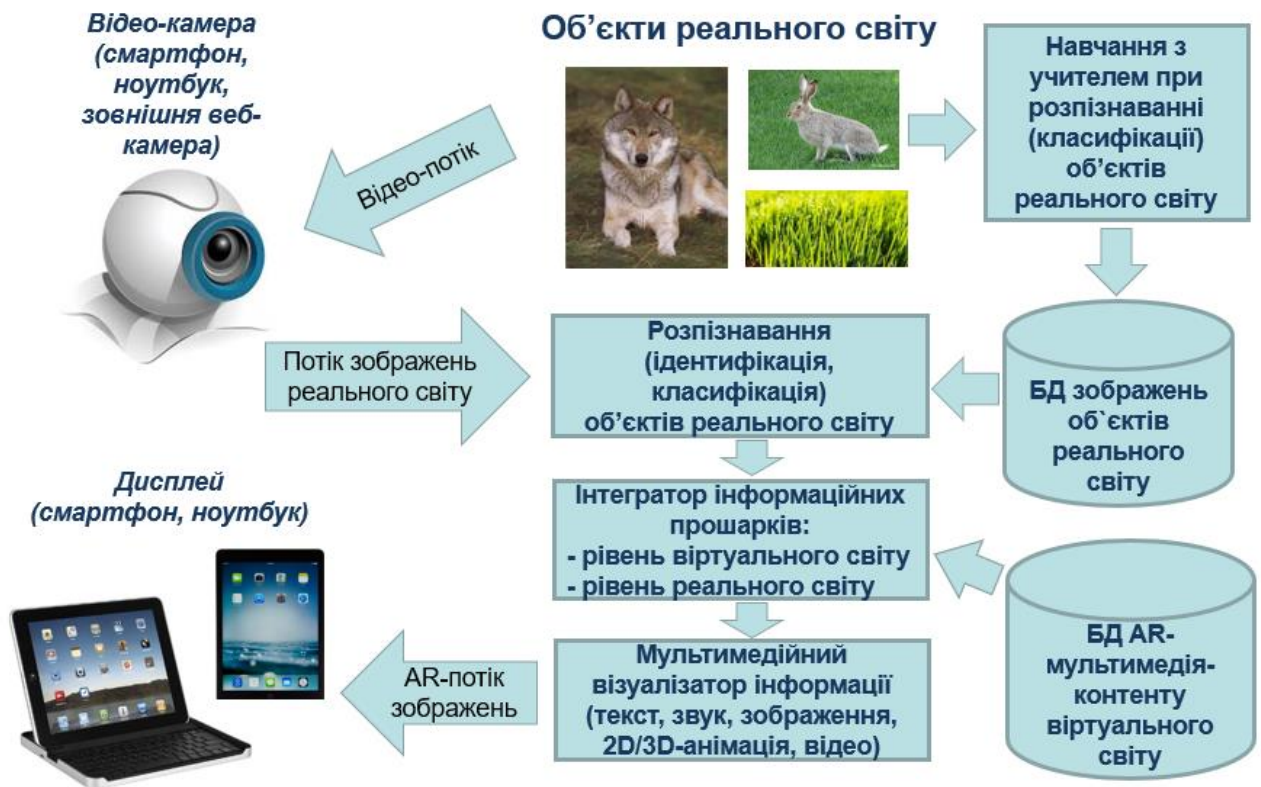 Відео-камера
(смартфон,
ноутбук,
зовнішня веб-
камера)
Об’єкти реального світу
Навчання з
учителем при
розпізнаванні
(класифікації)
об’єктів
реального світу
Відео-потік
Потік зображень
реального світу
Розпізнавання
(ідентифікація,
класифікація)
об’єктів реального світу
БД зображень
об`єктів
реального
світу
Дисплей
(смартфон, ноутбук)
Інтегратор інформаційних
прошарків:
- рівень віртуального світу
- рівень реального світу
БД AR-
мультимедія-
контенту
віртуального
світу
AR-потік
зображень
Мультимедійний
візуалізатор інформації
(текст, звук, зображення,
2D/3D-анімація, відео)